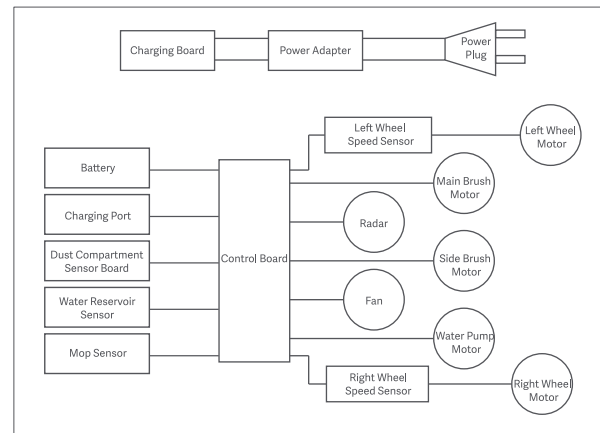 Charging Board
Power Adapter
Power
Plug
Left Wheel
Speed Sensor
Left Wheel
Motor
Battery
Main Brush
Motor
Charging Port
Radar
Dust Compartment
Sensor Board
Control Board
Side Brush
Motor
Water Reservoir
Sensor
Fan
Mop Sensor
Water Pump
Motor
Right Wheel
Speed Sensor
Right Wheel
Motor